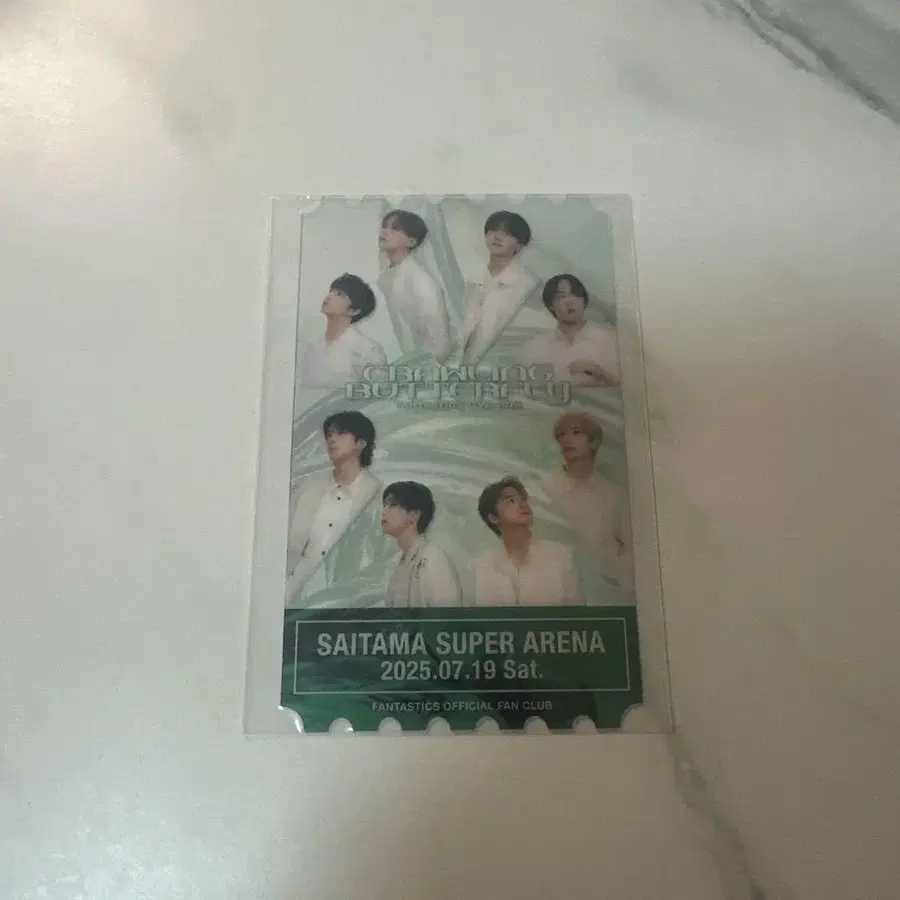 CRAWLING
BUTTERFLY
SAITAMA SUPER ARENA
2025.07.19 Sat.
FANTASTICS OFFICIAL FAN CLUB